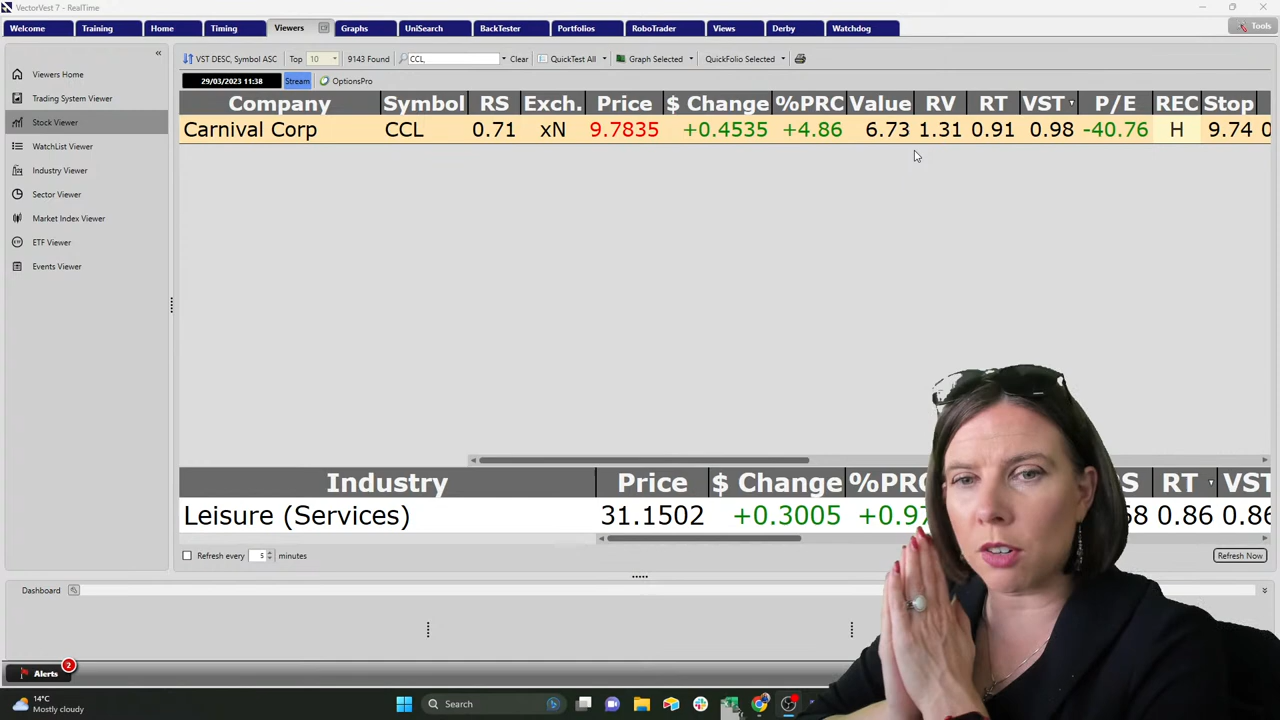 VectorVest 7 - RealTime
Welcome Training Home Timing Viewers Graphs UniSearch BackTester Portfolios RoboTrader Views Derby Watchdog Tools
Viewers Home
Trading System Viewer
Stock Viewer
WatchList Viewer
Industry Viewer
Sector Viewer
Market Index Viewer
ETF Viewer
Events Viewer
VST DESC, Symbol ASC Top 10 9143 Found CCL, Clear QuickTest All Graph Selected QuickFolio Selected
29/03/2023 11:38 Stream OptionsPro
Company Symbol RS Exch. Price $ Change %PRC Value RV RT VST P/E REC Stop
Carnival Corp CCL 0.71 xN 9.7835 +0.4535 +4.86 6.73 1.31 0.91 0.98 -40.76 H 9.74
Industry Price $ Change %PRC RT VST
Leisure (Services) 31.1502 +0.3005 +0.97 0.86 0.86
Refresh every 5 minutes Refresh Now
Dashboard
Alerts 2
14°C
Mostly cloudy
Search